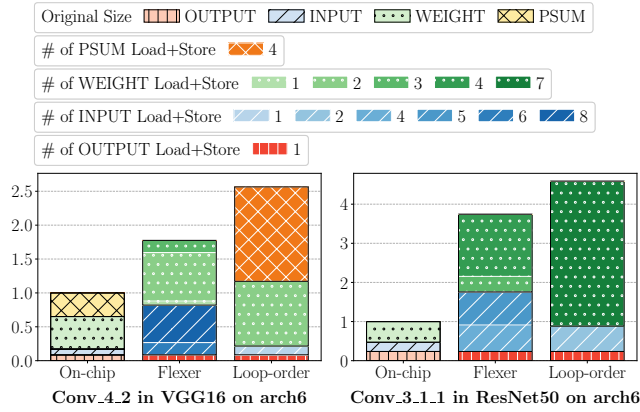 Original Size OUTPUT INPUT WEIGHT PSUM
# of PSUM Load+Store 4
# of WEIGHT Load+Store 1 2 3 4 7
# of INPUT Load+Store 1 2 4 5 6 8
# of OUTPUT Load+Store 1
2.5
2.0
1.5
1.0
0.5
0.0
On-chip Flexer Loop-order
Conv_4_2 in VGG16 on arch6
4
3
2
1
0
On-chip Flexer Loop-order
Conv_3_1_1 in ResNet50 on arch6